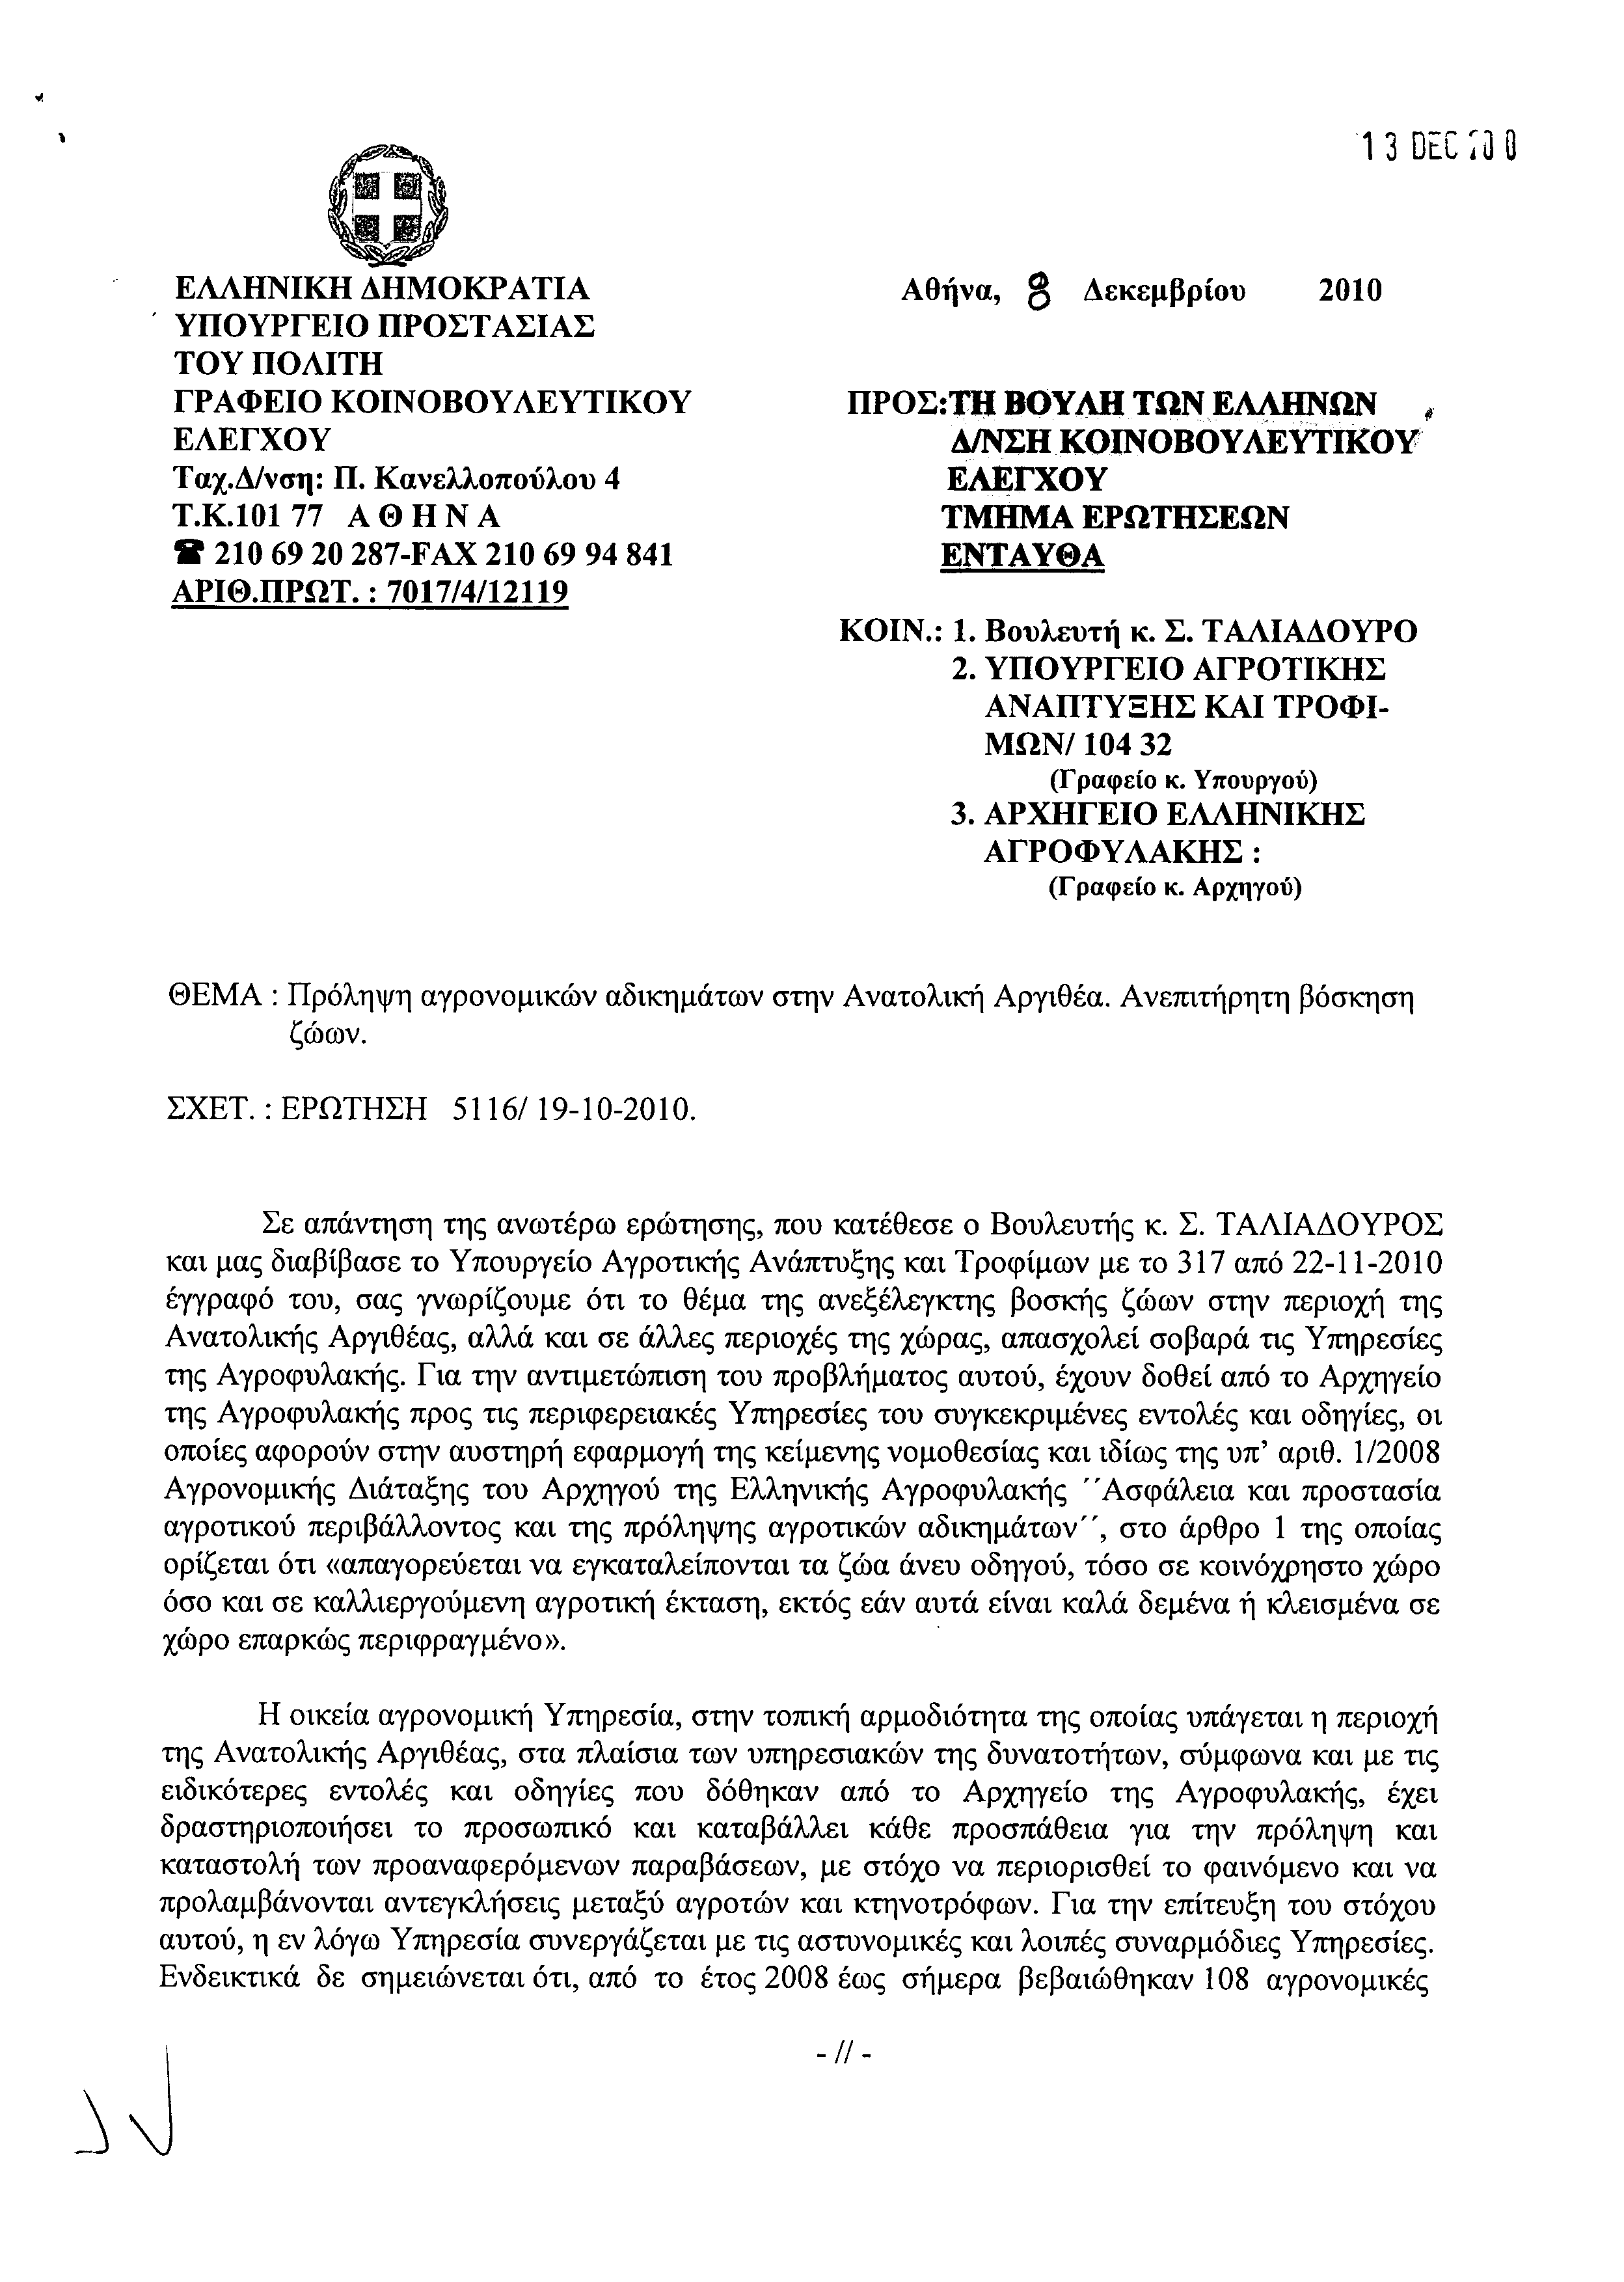 13 DEC
ΕΛΛΗΝΙΚΗ ΔΗΜΟΚΡΑΤΙΑ
ΥΠΟΥΡΓΕΙΟ ΠΡΟΣΤΑΣΙΑΣ
ΤΟΥ ΠΟΛΙΤΗ
ΓΡΑΦΕΙΟ ΚΟΙΝΟΒΟΥΛΕΥΤΙΚΟΥ
ΕΛΕΓΧΟΥ
Ταχ.Δ/νση: Π. Κανελλοπούλου 4
Τ.Κ.101 77 Α Θ Η Ν Α
☎ 210 69 20 287-FAX 210 69 94 841
ΑΡΙΘ.ΠΡΩΤ. : 7017/4/12119
Αθήνα, 8 Δεκεμβρίου 2010
ΠΡΟΣ:ΤΗ ΒΟΥΛΗ ΤΩΝ ΕΛΛΗΝΩΝ
Δ/ΝΣΗ ΚΟΙΝΟΒΟΥΛΕΥΤΙΚΟΥ
ΕΛΕΓΧΟΥ
ΤΜΗΜΑ ΕΡΩΤΗΣΕΩΝ
ΕΝΤΑΥΘΑ
ΚΟΙΝ.: 1. Βουλευτή κ. Σ. ΤΑΛΙΑΔΟΥΡΟ
2. ΥΠΟΥΡΓΕΙΟ ΑΓΡΟΤΙΚΗΣ
ΑΝΑΠΤΥΞΗΣ ΚΑΙ ΤΡΟΦΙ-
ΜΩΝ/ 104 32
(Γραφείο κ. Υπουργού)
3. ΑΡΧΗΓΕΙΟ ΕΛΛΗΝΙΚΗΣ
ΑΓΡΟΦΥΛΑΚΗΣ :
(Γραφείο κ. Αρχηγού)
ΘΕΜΑ : Πρόληψη αγρονομικών αδικημάτων στην Ανατολική Αργιθέα. Ανεπιτήρητη βόσκηση
ζώων.
ΣΧΕΤ. : ΕΡΩΤΗΣΗ 5116/ 19-10-2010.
Σε απάντηση της ανωτέρω ερώτησης, που κατέθεσε ο Βουλευτής κ. Σ. ΤΑΛΙΑΔΟΥΡΟΣ
και μας διαβίβασε το Υπουργείο Αγροτικής Ανάπτυξης και Τροφίμων με το 317 από 22-11-2010
έγγραφό του, σας γνωρίζουμε ότι το θέμα της ανεξέλεγκτης βοσκής ζώων στην περιοχή της
Ανατολικής Αργιθέας, αλλά και σε άλλες περιοχές της χώρας, απασχολεί σοβαρά τις Υπηρεσίες
της Αγροφυλακής. Για την αντιμετώπιση του προβλήματος αυτού, έχουν δοθεί από το Αρχηγείο
της Αγροφυλακής προς τις περιφερειακές Υπηρεσίες του συγκεκριμένες εντολές και οδηγίες, οι
οποίες αφορούν στην αυστηρή εφαρμογή της κείμενης νομοθεσίας και ιδίως της υπ’ αριθ. 1/2008
Αγρονομικής Διάταξης του Αρχηγού της Ελληνικής Αγροφυλακής ΄΄Ασφάλεια και προστασία
αγροτικού περιβάλλοντος και της πρόληψης αγροτικών αδικημάτων΄΄, στο άρθρο 1 της οποίας
ορίζεται ότι «απαγορεύεται να εγκαταλείπονται τα ζώα άνευ οδηγού, τόσο σε κοινόχρηστο χώρο
όσο και σε καλλιεργούμενη αγροτική έκταση, εκτός εάν αυτά είναι καλά δεμένα ή κλεισμένα σε
χώρο επαρκώς περιφραγμένο».
Η οικεία αγρονομική Υπηρεσία, στην τοπική αρμοδιότητα της οποίας υπάγεται η περιοχή
της Ανατολικής Αργιθέας, στα πλαίσια των υπηρεσιακών της δυνατοτήτων, σύμφωνα και με τις
ειδικότερες εντολές και οδηγίες που δόθηκαν από το Αρχηγείο της Αγροφυλακής, έχει
δραστηριοποιήσει το προσωπικό και καταβάλλει κάθε προσπάθεια για την πρόληψη και
καταστολή των προαναφερόμενων παραβάσεων, με στόχο να περιορισθεί το φαινόμενο και να
προλαμβάνονται αντεγκλήσεις μεταξύ αγροτών και κτηνοτρόφων. Για την επίτευξη του στόχου
αυτού, η εν λόγω Υπηρεσία συνεργάζεται με τις αστυνομικές και λοιπές συναρμόδιες Υπηρεσίες.
Ενδεικτικά δε σημειώνεται ότι, από το έτος 2008 έως σήμερα βεβαιώθηκαν 108 αγρονομικές
- // -